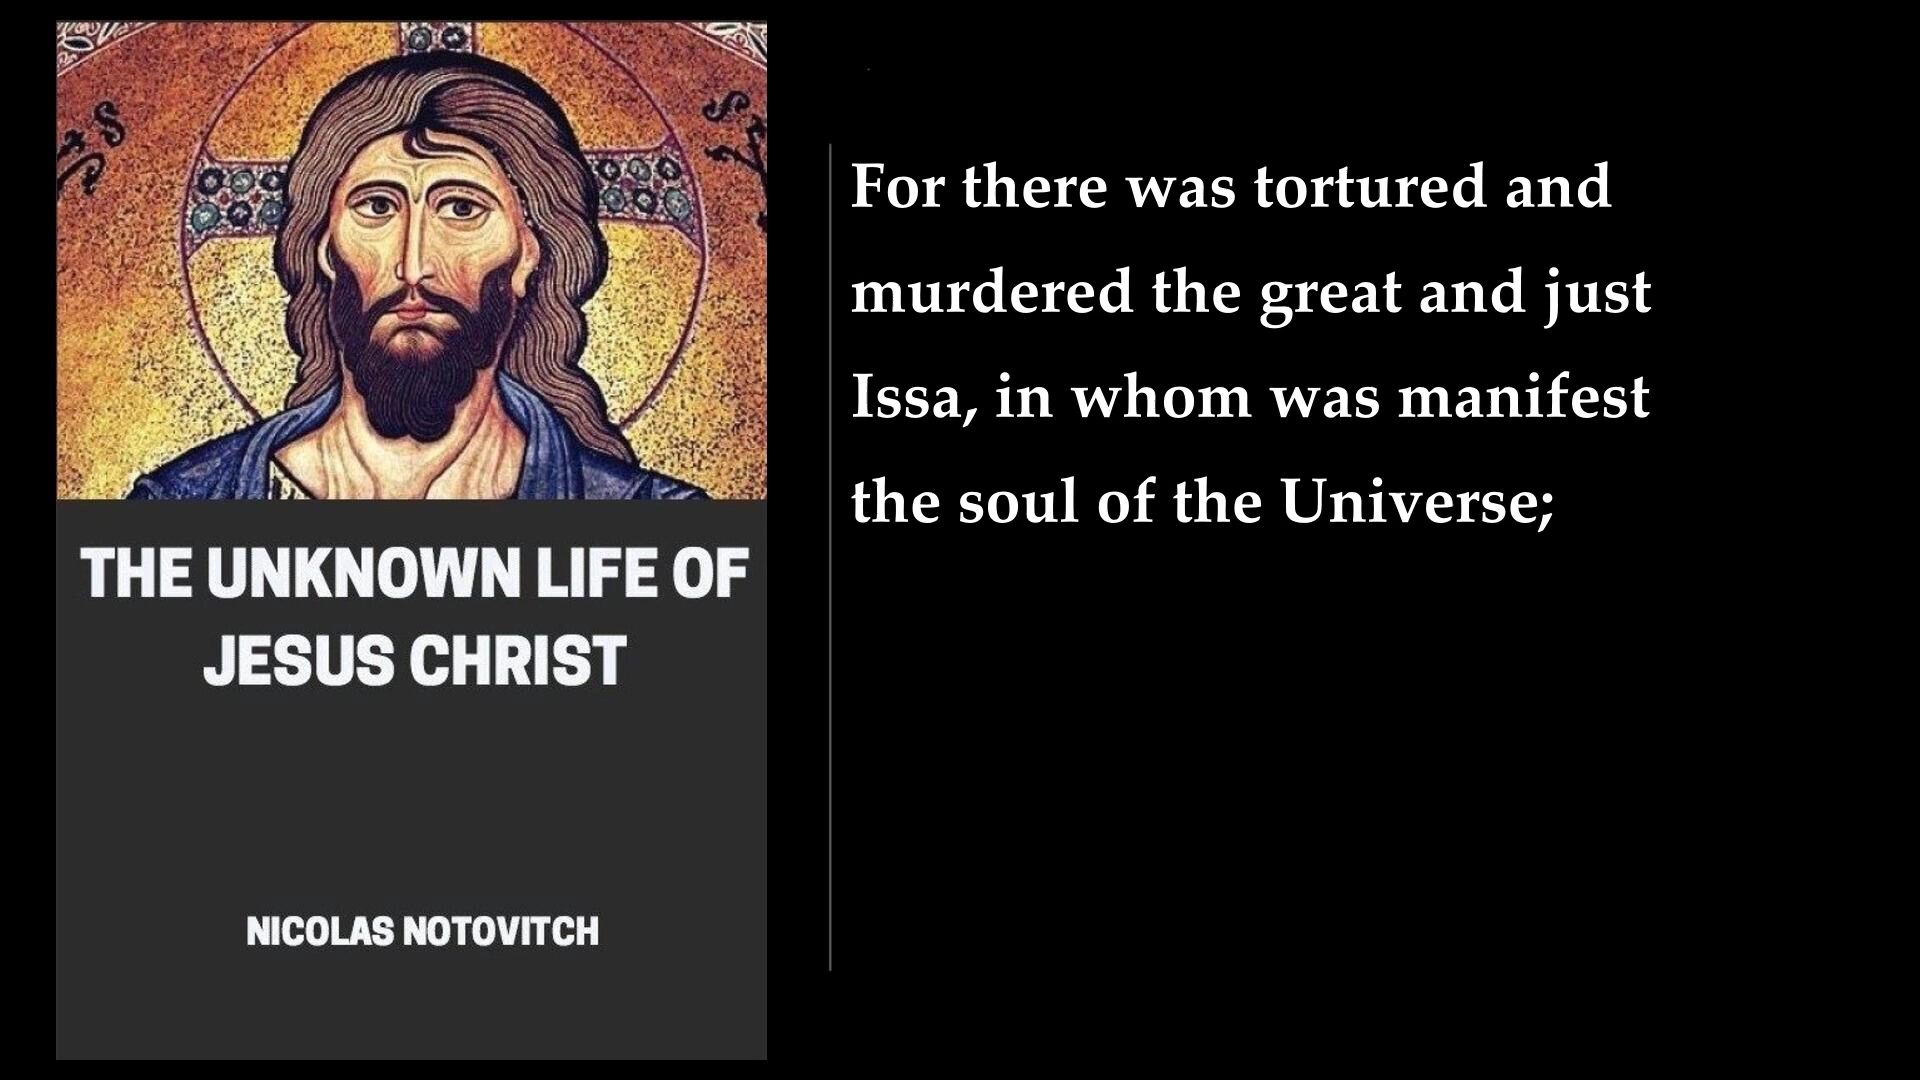 THE UNKNOWN LIFE OF
JESUS CHRIST
NICOLAS NOTOVITCH
For there was tortured and
murdered the great and just
Issa, in whom was manifest
the soul of the Universe;